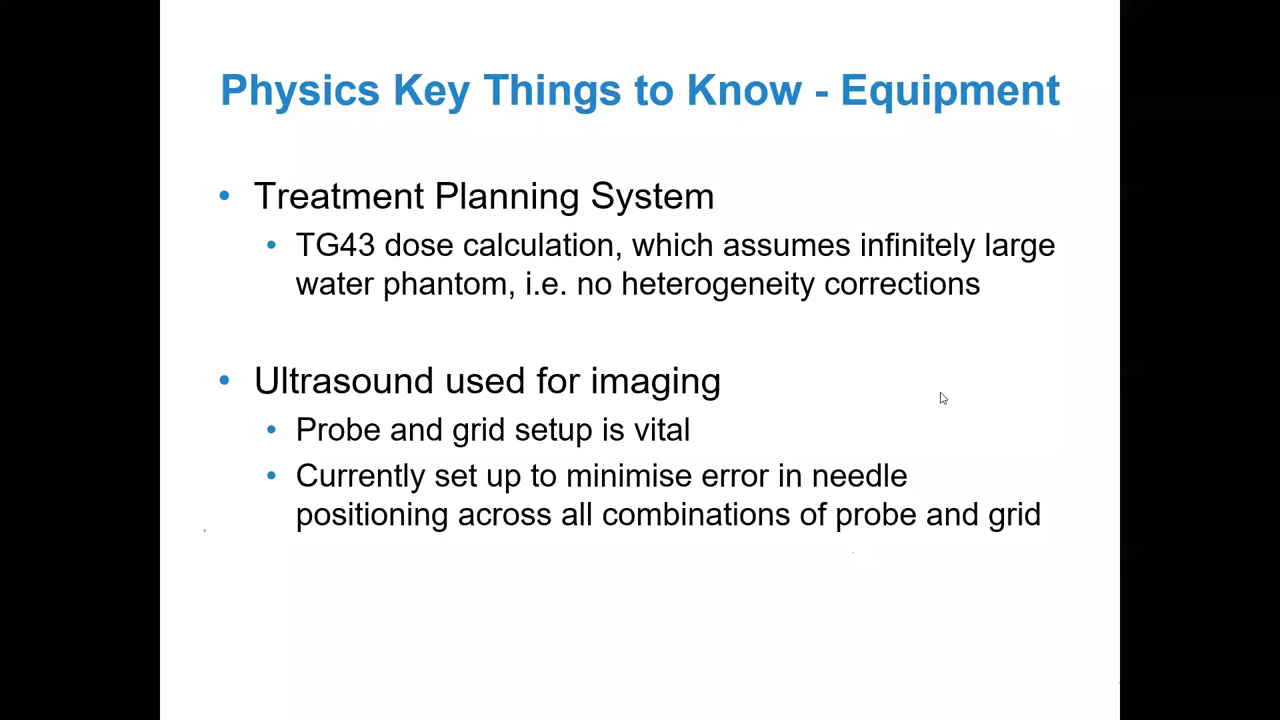 Physics Key Things to Know - Equipment
• Treatment Planning System
• TG43 dose calculation, which assumes infinitely large
water phantom, i.e. no heterogeneity corrections
• Ultrasound used for imaging
• Probe and grid setup is vital
• Currently set up to minimise error in needle
positioning across all combinations of probe and grid